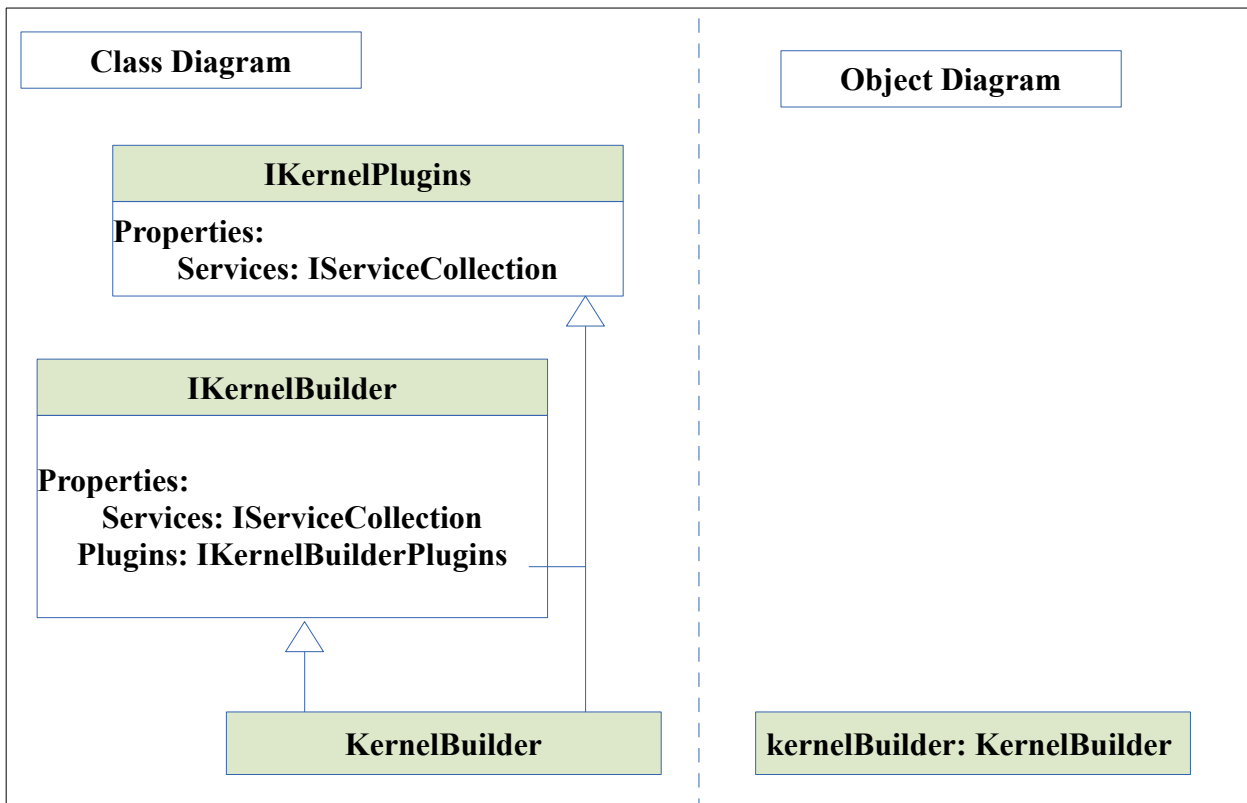 Class Diagram
Object Diagram
IKernelPlugins
Properties:
Services: IServiceCollection
IKernelBuilder
Properties:
Services: IServiceCollection
Plugins: IKernelBuilderPlugins
KernelBuilder
kernelBuilder: KernelBuilder